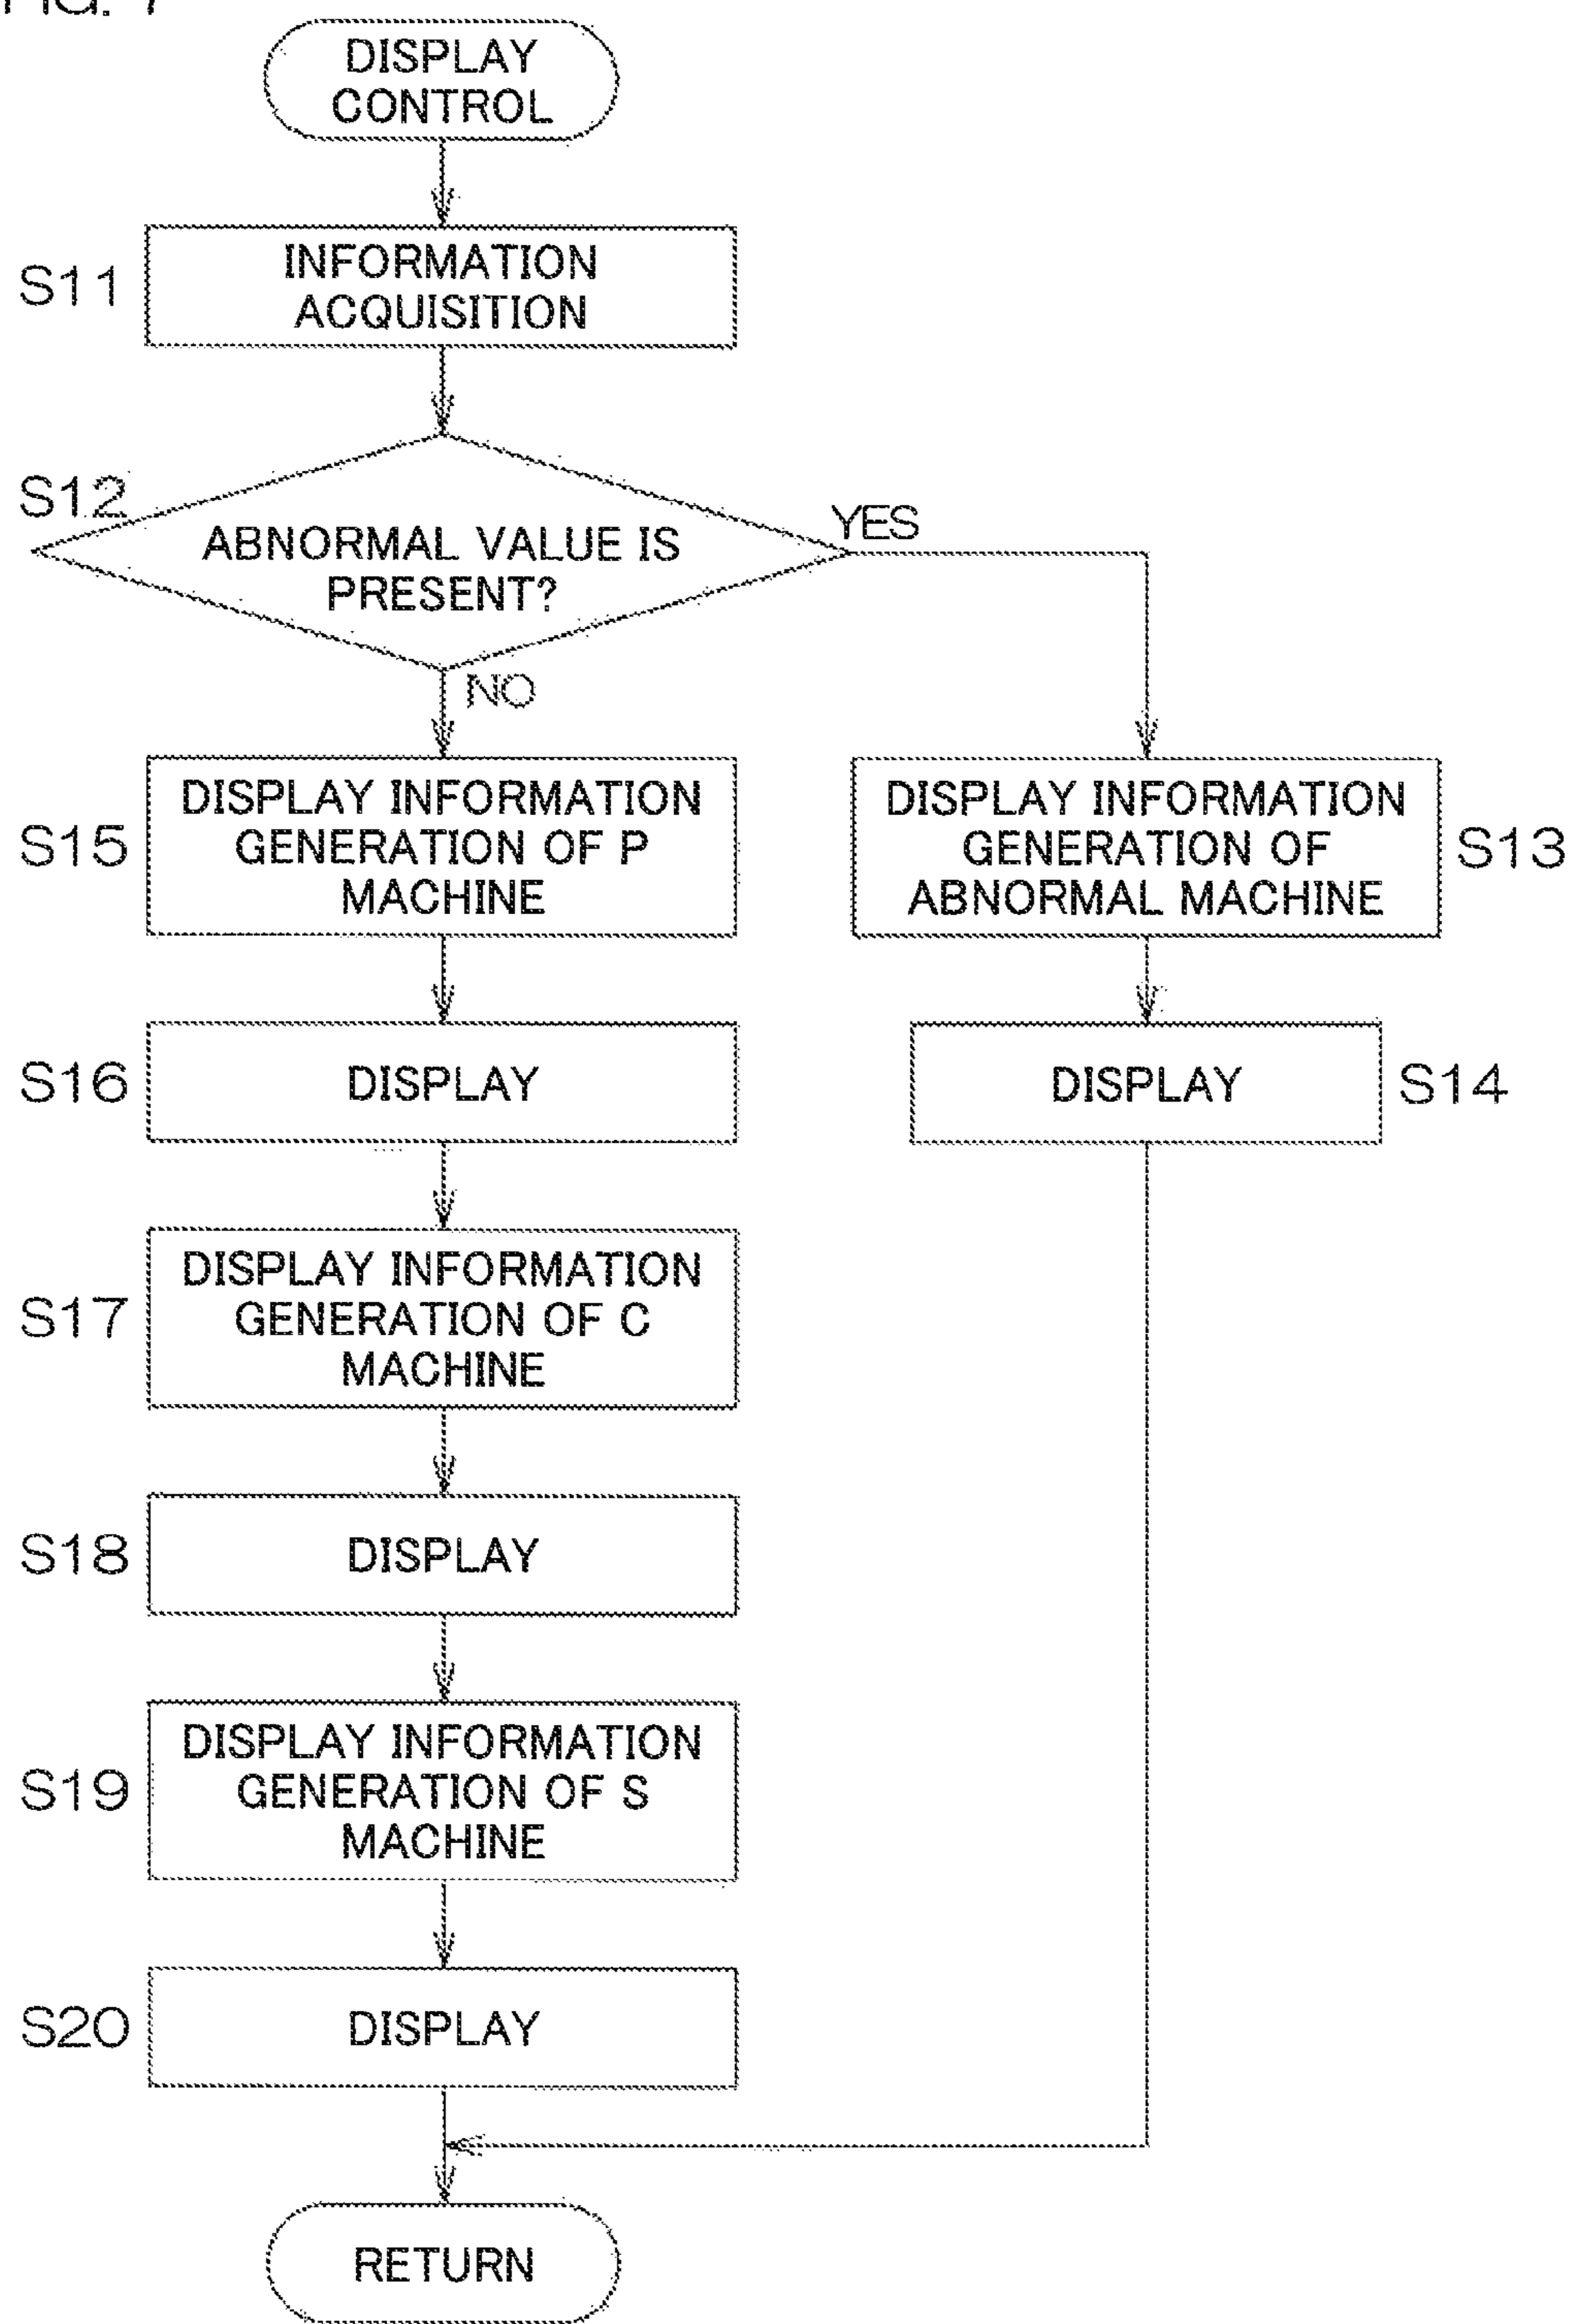 DISPLAY
CONTROL
S11
INFORMATION
ACQUISITION
S12
ABNORMAL VALUE IS
PRESENT?
YES
NO
S15
DISPLAY INFORMATION
GENERATION OF P
MACHINE
DISPLAY INFORMATION
GENERATION OF
ABNORMAL MACHINE
S13
S16
DISPLAY
DISPLAY
S14
S17
DISPLAY INFORMATION
GENERATION OF C
MACHINE
S18
DISPLAY
S19
DISPLAY INFORMATION
GENERATION OF S
MACHINE
S20
DISPLAY
RETURN